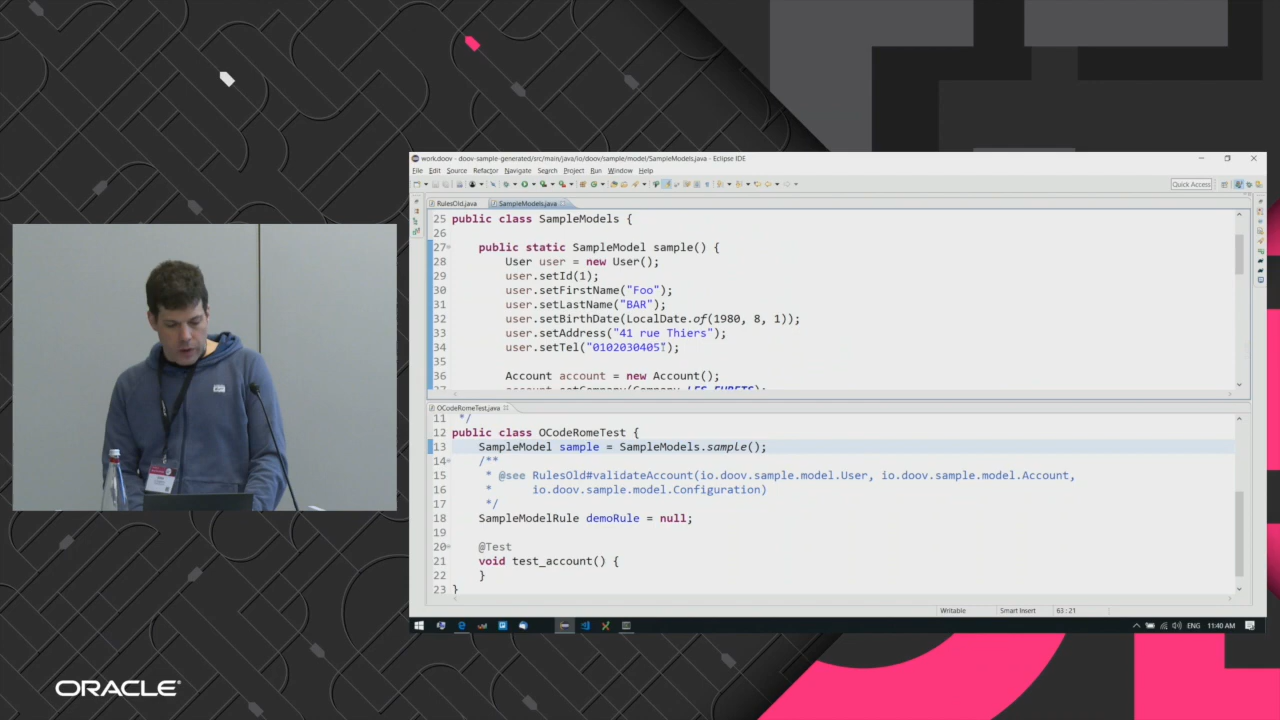 work.doov - doov-sample-generated/src/main/java/io/doov/sample/model/SampleModels.java - Eclipse IDE
File Edit Source Refactor Navigate Search Project Run Window Help
Quick Access
RulesOld.java SampleModels.java
25 public class SampleModels {
26
27 public static SampleModel sample() {
28 User user = new User();
29 user.setId(1);
30 user.setFirstName("Foo");
31 user.setLastName("BAR");
32 user.setBirthDate(LocalDate.of(1980, 8, 1));
33 user.setAddress("41 rue Thiers");
34 user.setTel("0102030405");
35
36 Account account = new Account();
37 account.setCompany(Company.LES_FURETS);
OCodeRomeTest.java
11 */
12 public class OCodeRomeTest {
13 SampleModel sample = SampleModels.sample();
14 /**
15 * @see RulesOld#validateAccount(io.doov.sample.model.User, io.doov.sample.model.Account,
16 * io.doov.sample.model.Configuration)
17 */
18 SampleModelRule demoRule = null;
19
20 @Test
21 void test_account() {
22 }
23 }
Writable Smart Insert 63 : 21
ENG 11:40 AM
ORACLE